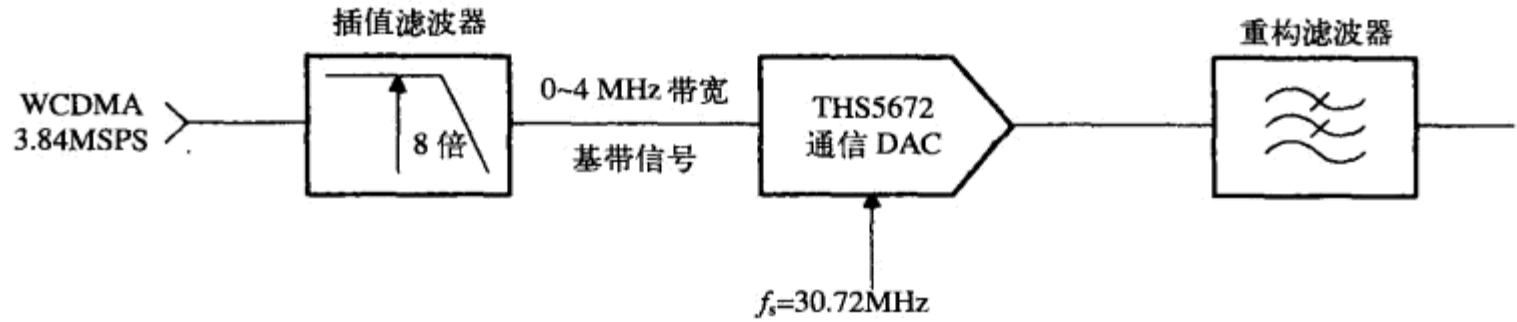 插值滤波器
WCDMA
3.84MSPS
8 倍
0~4 MHz 带宽
基带信号
THS5672
通信 DAC
fs=30.72MHz
重构滤波器